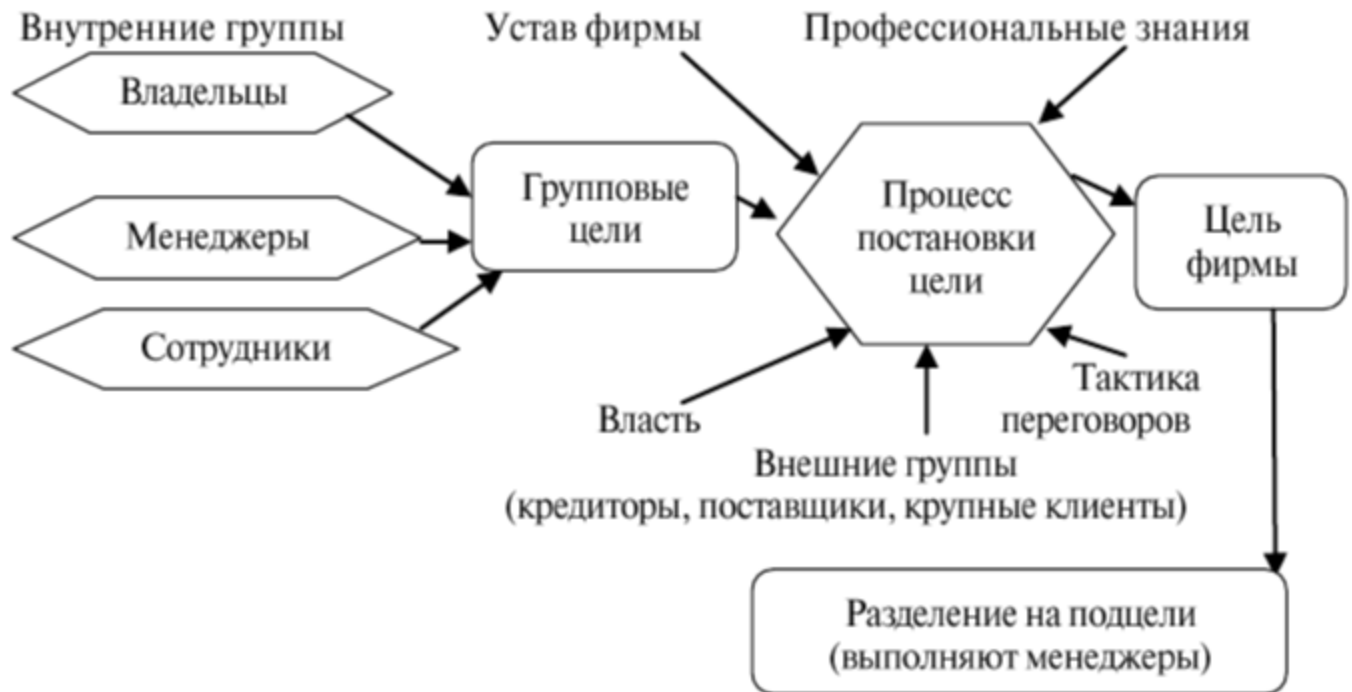 Внутренние группы
Устав фирмы
Профессиональные знания
Владельцы
Менеджеры
Сотрудники
Групповые
цели
Процесс
постановки
цели
Цель
фирмы
Власть
Тактика
переговоров
Внешние группы
(кредиторы, поставщики, крупные клиенты)
Разделение на подцели
(выполняют менеджеры)